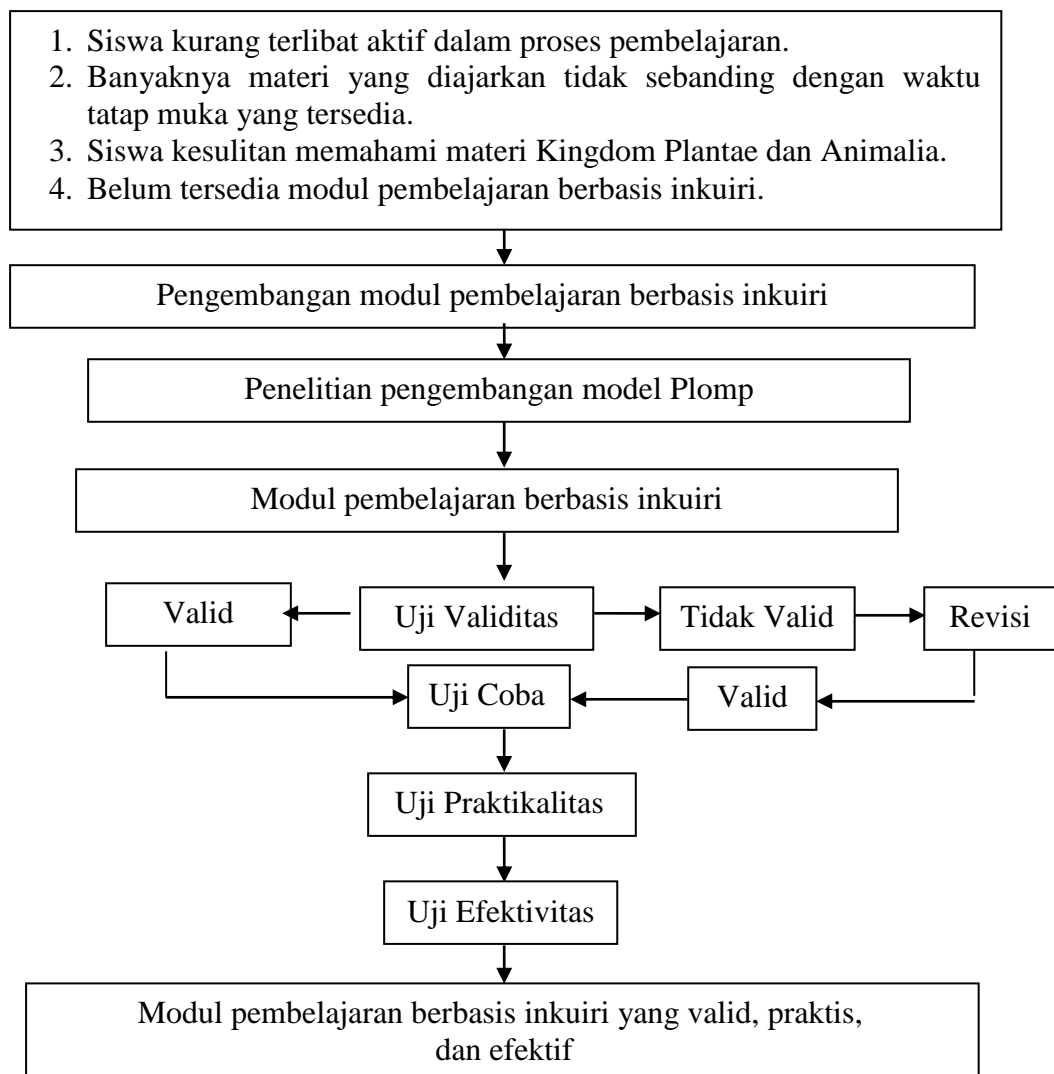 1. Siswa kurang terlibat aktif dalam proses pembelajaran.
2. Banyaknya materi yang diajarkan tidak sebanding dengan waktu
tatap muka yang tersedia.
3. Siswa kesulitan memahami materi Kingdom Plantae dan Animalia.
4. Belum tersedia modul pembelajaran berbasis inkuiri.
Pengembangan modul pembelajaran berbasis inkuiri
Penelitian pengembangan model Plomp
Modul pembelajaran berbasis inkuiri
Valid
Uji Validitas
Tidak Valid
Revisi
Uji Coba
Valid
Uji Praktikalitas
Uji Efektivitas
Modul pembelajaran berbasis inkuiri yang valid, praktis,
dan efektif